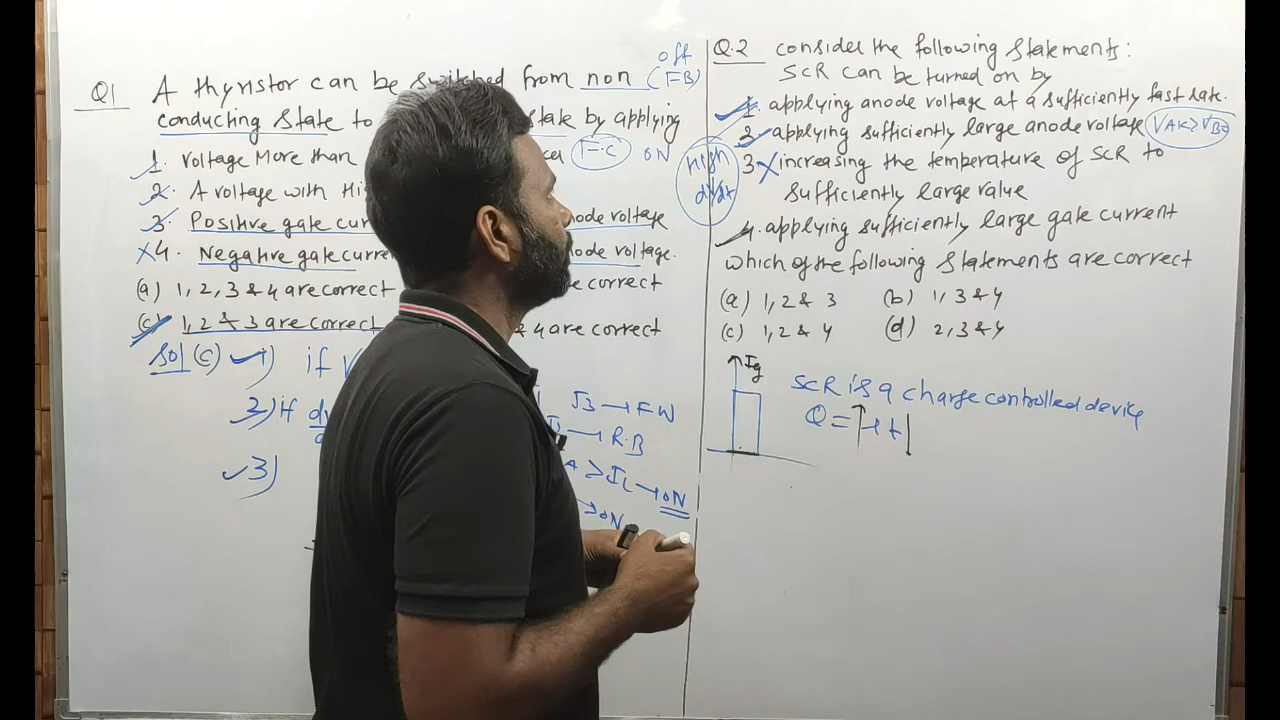 Q1 A thyristor can be switched from non off (FB)
conducting state to state by applying
1. voltage More than F.C ON
2. A voltage with Hi
3. Positive gate cur node voltage
4. Negative gate curre node voltage.
(a) 1, 2, 3 & 4 are correct e correct
(c) 1, 2 & 3 are correct & 4 are correct
Sol (c) 1) if V
2) if dv J3 → FW
→ R.B
3) A > IL → ON
→ ON
Q.2 consider the following statements:
SCR can be turned on by
1. applying anode voltage at a sufficiently fast rate.
2. applying sufficiently large anode voltage
High dv/dt
3. increasing the temperature of SCR to
sufficiently large value
4. applying sufficiently large gate current
which of the following statements are correct
(a) 1, 2 & 3 (b) 1, 3 & 4
(c) 1, 2 & 4 (d) 2, 3 & 4
Ig SCR is a charge controlled device
Q =